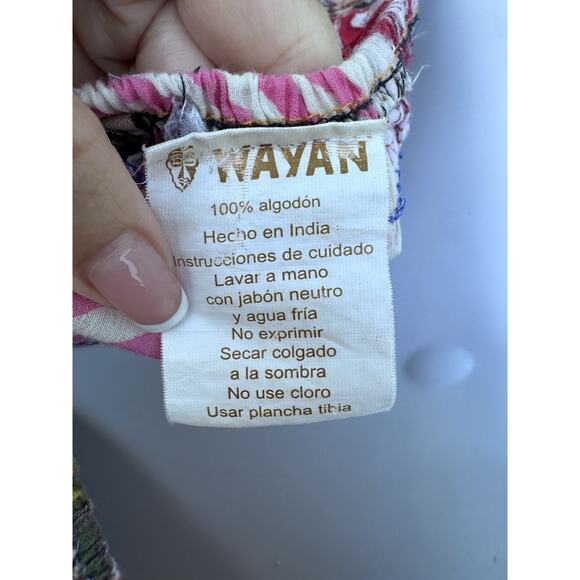 WAYAN
100% algodón
Hecho en India
Instrucciones de cuidado
Lavar a mano
con jabón neutro
y agua fría
No exprimir
Secar colgado
a la sombra
No use cloro
Usar plancha tibia